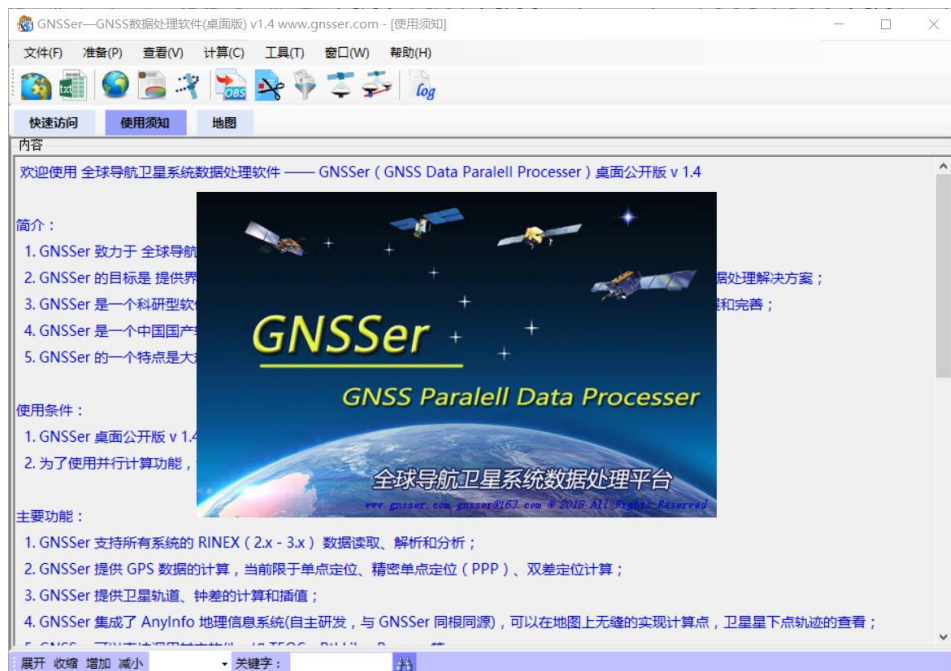 GNSSer—GNSS数据处理软件(桌面版) v1.4 www.gnsser.com - [使用须知]
文件(F) 准备(P) 查看(V) 计算(C) 工具(T) 窗口(W) 帮助(H)
txt OBS log
快速访问 使用须知 地图
内容
欢迎使用 全球导航卫星系统数据处理软件 —— GNSSer ( GNSS Data Paralell Processer ) 桌面公开版 v 1.4
简介：
1. GNSSer 致力于 全球导航
2. GNSSer 的目标是 提供界 据处理解决方案；
3. GNSSer 是一个科研型软 和完善；
4. GNSSer 是一个中国国产
5. GNSSer 的一个特点是大
GNSSer
GNSS Paralell Data Processer
使用条件：
1. GNSSer 桌面公开版 v 1.4
2. 为了使用并行计算功能，
全球导航卫星系统数据处理平台
www.gnsser.com gnsser@163.com © 2016 All Rights Reserved
主要功能：
1. GNSSer 支持所有系统的 RINEX ( 2.x - 3.x ) 数据读取、解析和分析；
2. GNSSer 提供 GPS 数据的计算，当前限于单点定位、精密单点定位（PPP）、双差定位计算；
3. GNSSer 提供卫星轨道、钟差的计算和插值；
4. GNSSer 集成了 AnyInfo 地理信息系统(自主研发，与 GNSSer 同根同源)，可以在地图上无缝的实现计算点，卫星星下点轨迹的查看；
展开 收缩 增加 减小 关键字：